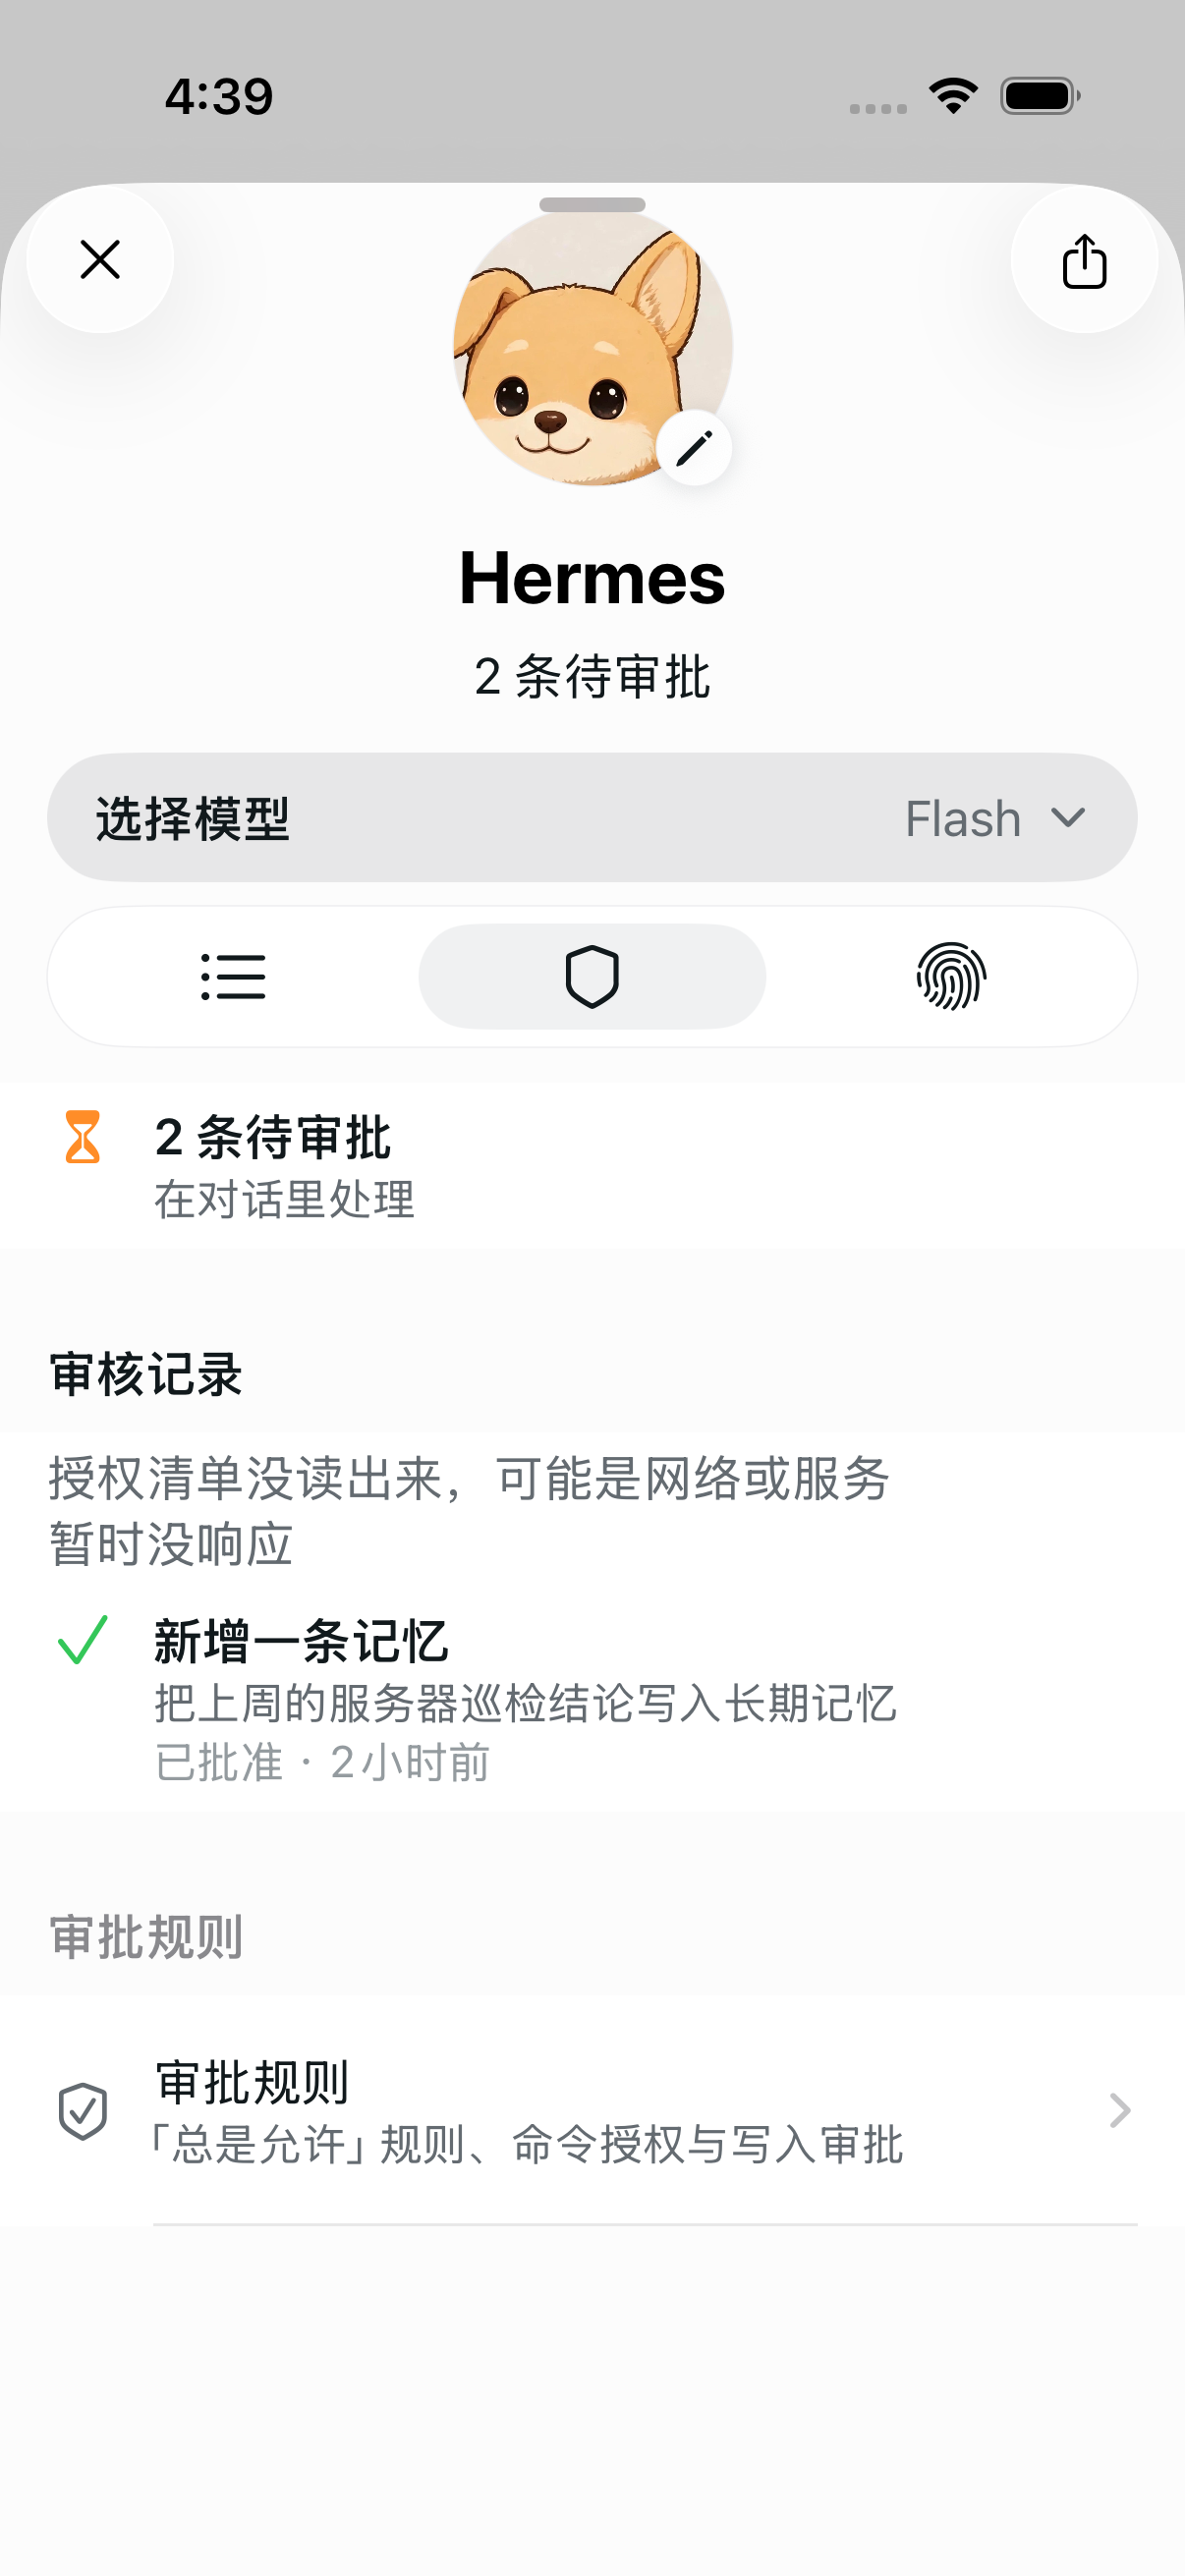 4:39
Hermes
2 条待审批
选择模型 Flash
2 条待审批
在对话里处理
审核记录
授权清单没读出来，可能是网络或服务
暂时没响应
新增一条记忆
把上周的服务器巡检结论写入长期记忆
已批准 · 2小时前
审批规则
审批规则
「总是允许」规则、命令授权与写入审批